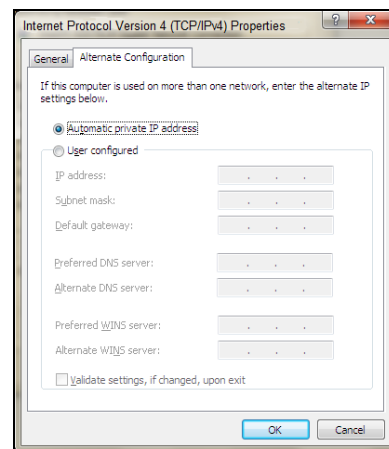 Internet Protocol Version 4 (TCP/IPv4) Properties
General
Alternate Configuration
If this computer is used on more than one network, enter the alternate IP
settings below.
Automatic private IP address
User configured
IP address:
Subnet mask:
Default gateway:
Preferred DNS server:
Alternate DNS server:
Preferred WINS server:
Alternate WINS server:
Validate settings, if changed, upon exit
OK
Cancel